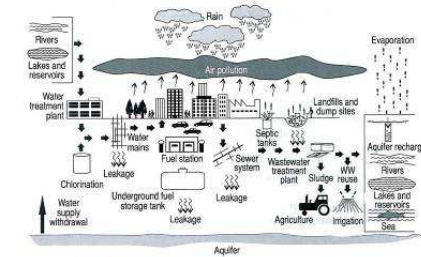 Rain
Rivers
Lakes and
reservoirs
Evaporation
Air pollution
Water
treatment
plant
Landfills and
dump sites
Water
mains
Septic
tanks
Fuel station
Sewer
system
Wastewater
treatment
plant
Sludge
WW
reuse
Aquifer recharg
Rivers
Lakes and
reservoirs
Sea
Chlorination
Leakage
Underground fuel
storage tank
Leakage
Leakage
Agriculture
Irrigation
Water
supply
withdrawal
Aquifer